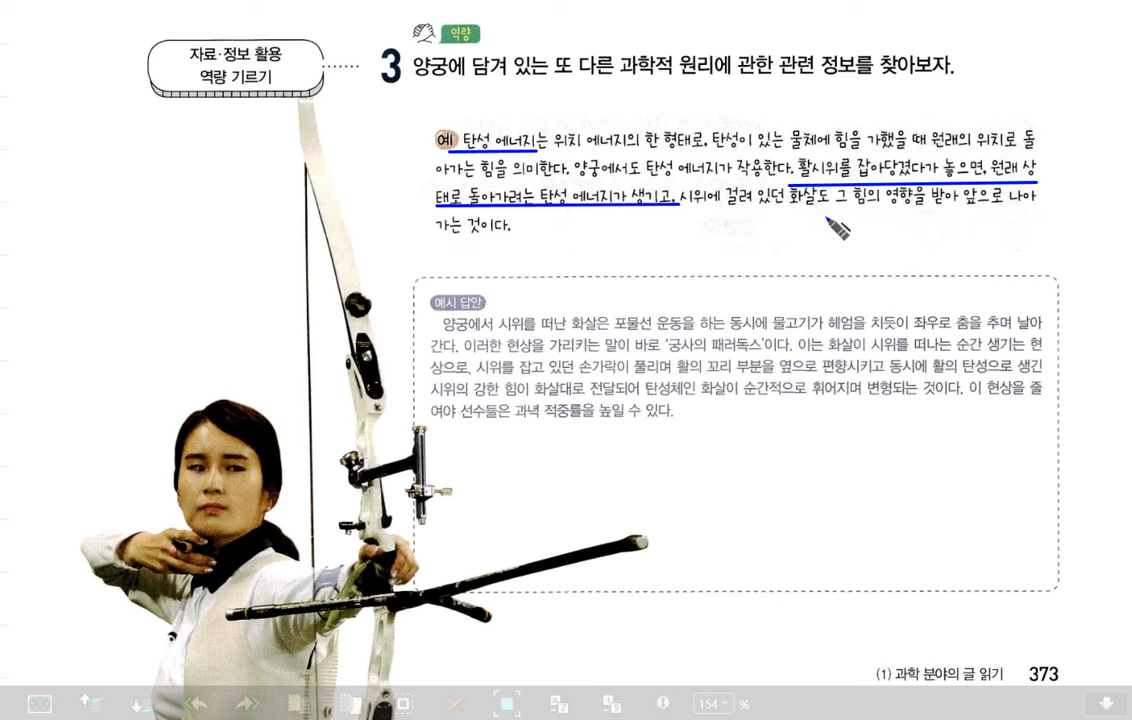 자료·정보 활용
역량 기르기
역량
3 양궁에 담겨 있는 또 다른 과학적 원리에 관한 관련 정보를 찾아보자.
예 탄성 에너지는 위치 에너지의 한 형태로, 탄성이 있는 물체에 힘을 가했을 때 원래의 위치로 돌
아가는 힘을 의미한다. 양궁에서도 탄성 에너지가 작용한다. 활시위를 잡아당겼다가 놓으면, 원래 상
태로 돌아가려는 탄성 에너지가 생기고, 시위에 걸려 있던 화살도 그 힘의 영향을 받아 앞으로 나아
가는 것이다.
예시 답안
양궁에서 시위를 떠난 화살은 포물선 운동을 하는 동시에 물고기가 헤엄을 치듯이 좌우로 춤을 추며 날아
간다. 이러한 현상을 가리키는 말이 바로 '궁사의 패러독스'이다. 이는 화살이 시위를 떠나는 순간 생기는 현
상으로, 시위를 잡고 있던 손가락이 풀리며 활의 꼬리 부분을 옆으로 편향시키고 동시에 활의 탄성으로 생긴
시위의 강한 힘이 화살대로 전달되어 탄성체인 화살이 순간적으로 휘어지며 변형되는 것이다. 이 현상을 줄
여야 선수들은 과녁 적중률을 높일 수 있다.
(1) 과학 분야의 글 읽기 373
154 %